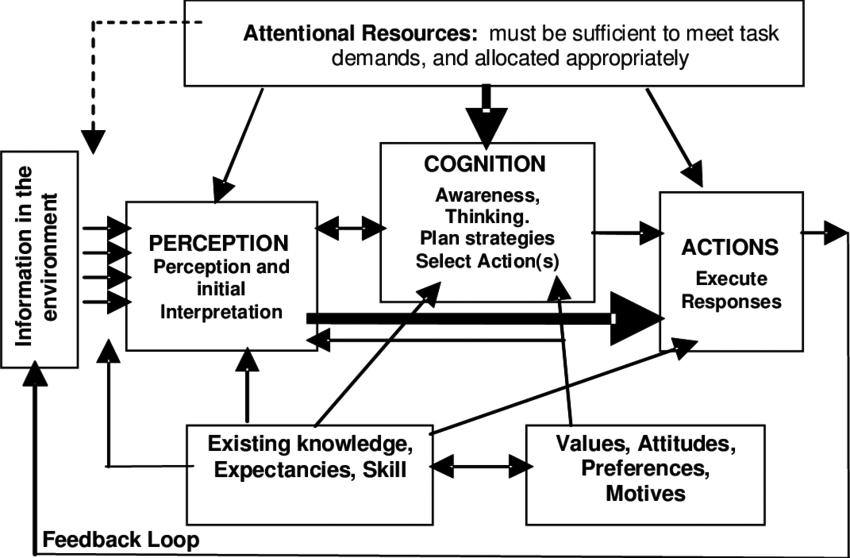 Attentional Resources: must be sufficient to meet task
demands, and allocated appropriately
Information in the
environment
PERCEPTION
Perception and
initial
Interpretation
COGNITION
Awareness,
Thinking.
Plan strategies
Select Action(s)
ACTIONS
Execute
Responses
Existing knowledge,
Expectancies, Skill
Values, Attitudes,
Preferences,
Motives
Feedback Loop